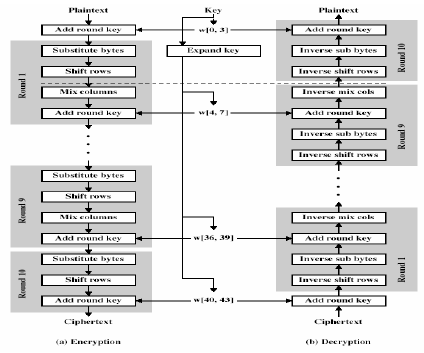 Plaintext
Key
Plaintext
Add round key
w[0, 3]
Add round key
Expand key
Round 1
Substitute bytes
Shift rows
Mix columns
Add round key
w[4, 7]
Inverse sub bytes
Inverse shift rows
Round 10
Inverse mix cols
Add round key
Inverse sub bytes
Inverse shift rows
Round 9
Round 9
Substitute bytes
Shift rows
Mix columns
Add round key
w[36, 39]
Inverse mix cols
Add round key
Inverse sub bytes
Inverse shift rows
Round 1
Round 10
Substitute bytes
Shift rows
Add round key
w[40, 43]
Add round key
Ciphertext
Ciphertext
(a) Encryption
(b) Decryption